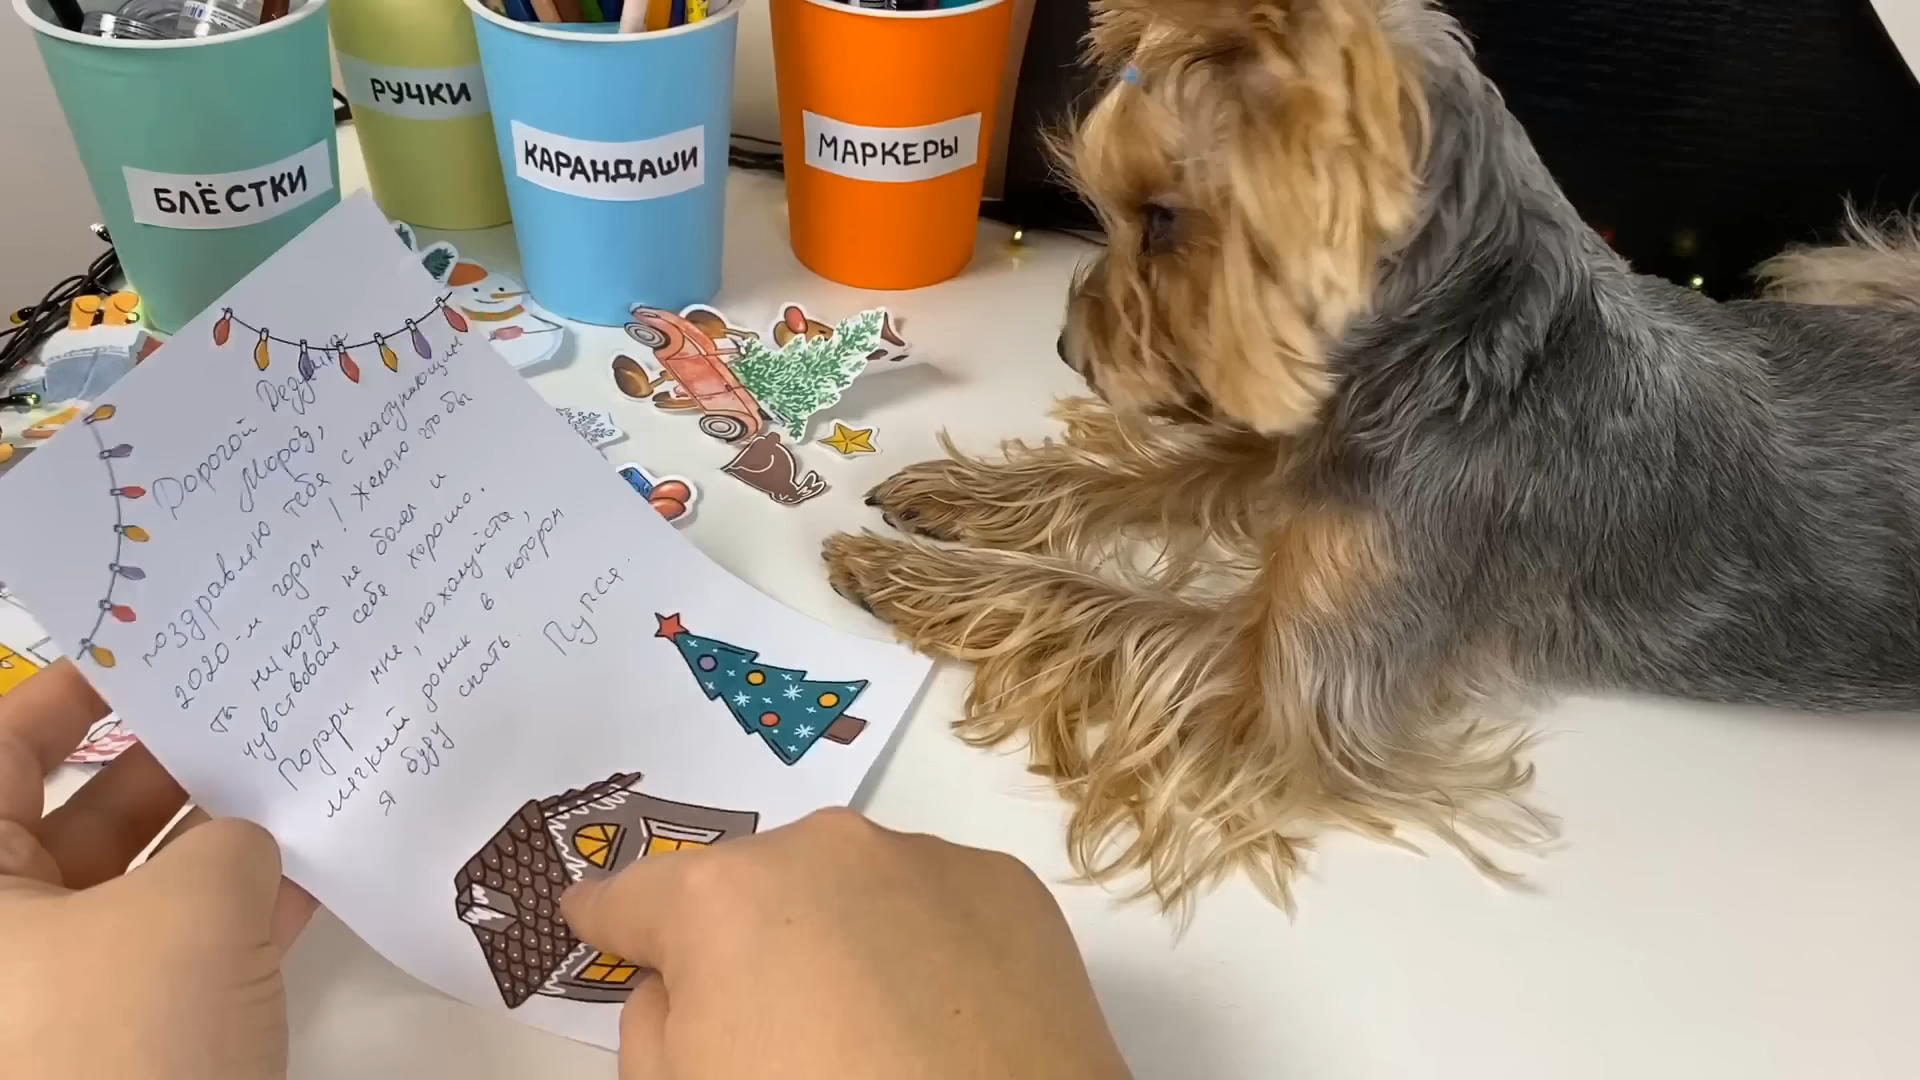 БЛЁСТКИ
РУЧКИ
КАРАНДАШИ
МАРКЕРЫ
Дорогой Дедушка
Мороз,
поздравляю тебя с наступающим
2020-м годом! Желаю чтобы
ты никогда не болел и
чувствовал себя хорошо.
Подари мне, пожалуйста,
мягкий домик в котором
я буду спать. Пупся.